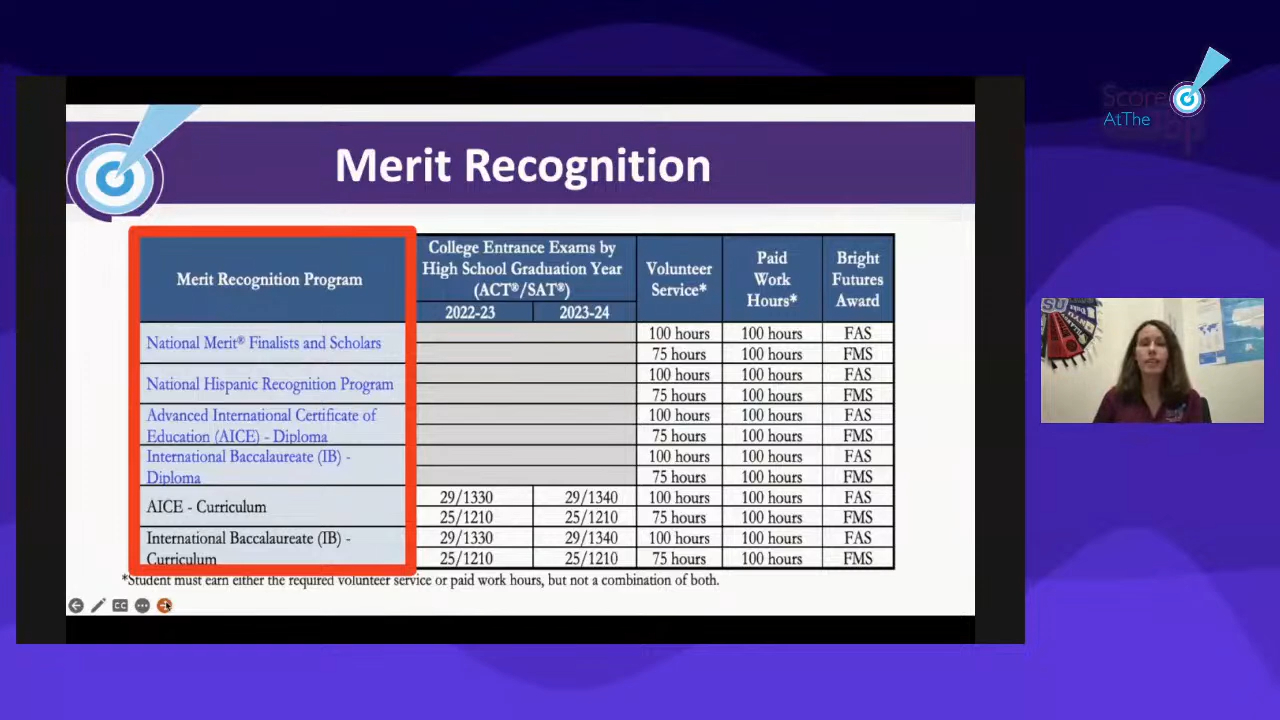 Score
AtThe
Top
Merit Recognition
Merit Recognition Program
College Entrance Exams by
High School Graduation Year
(ACT®/SAT®)
2022-23 2023-24
Volunteer
Service*
Paid
Work
Hours*
Bright
Futures
Award
National Merit® Finalists and Scholars
100 hours 100 hours FAS
75 hours 100 hours FMS
National Hispanic Recognition Program
100 hours 100 hours FAS
75 hours 100 hours FMS
Advanced International Certificate of
Education (AICE) - Diploma
100 hours 100 hours FAS
75 hours 100 hours FMS
International Baccalaureate (IB) -
Diploma
100 hours 100 hours FAS
75 hours 100 hours FMS
AICE - Curriculum
29/1330 29/1340 100 hours 100 hours FAS
25/1210 25/1210 75 hours 100 hours FMS
International Baccalaureate (IB) -
Curriculum
29/1330 29/1340 100 hours 100 hours FAS
25/1210 25/1210 75 hours 100 hours FMS
*Student must earn either the required volunteer service or paid work hours, but not a combination of both.
CC
SU